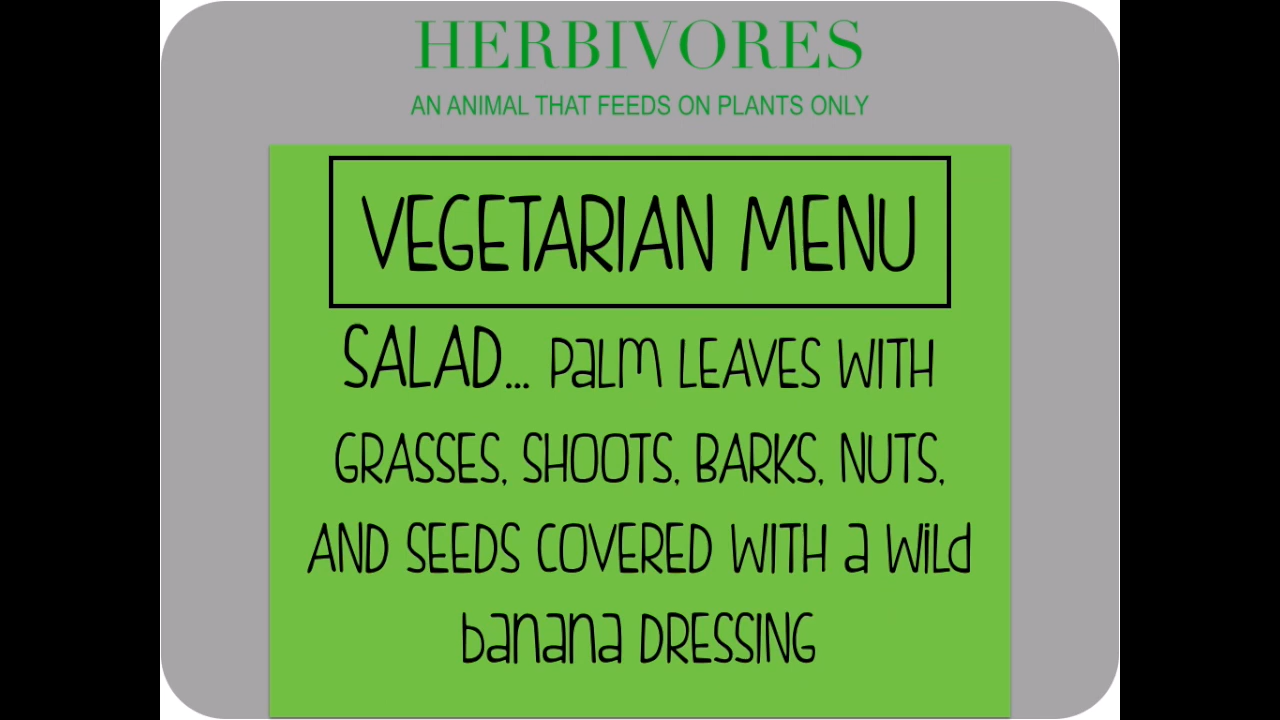 HERBIVORES
AN ANIMAL THAT FEEDS ON PLANTS ONLY
VEGETARIAN MENU
SALAD... PaLM LEAVES WITH
GRASSES, SHOOTS, BARKS, NUTS,
AND SEEDS COVERED WITH a WiLd
banana DRESSING